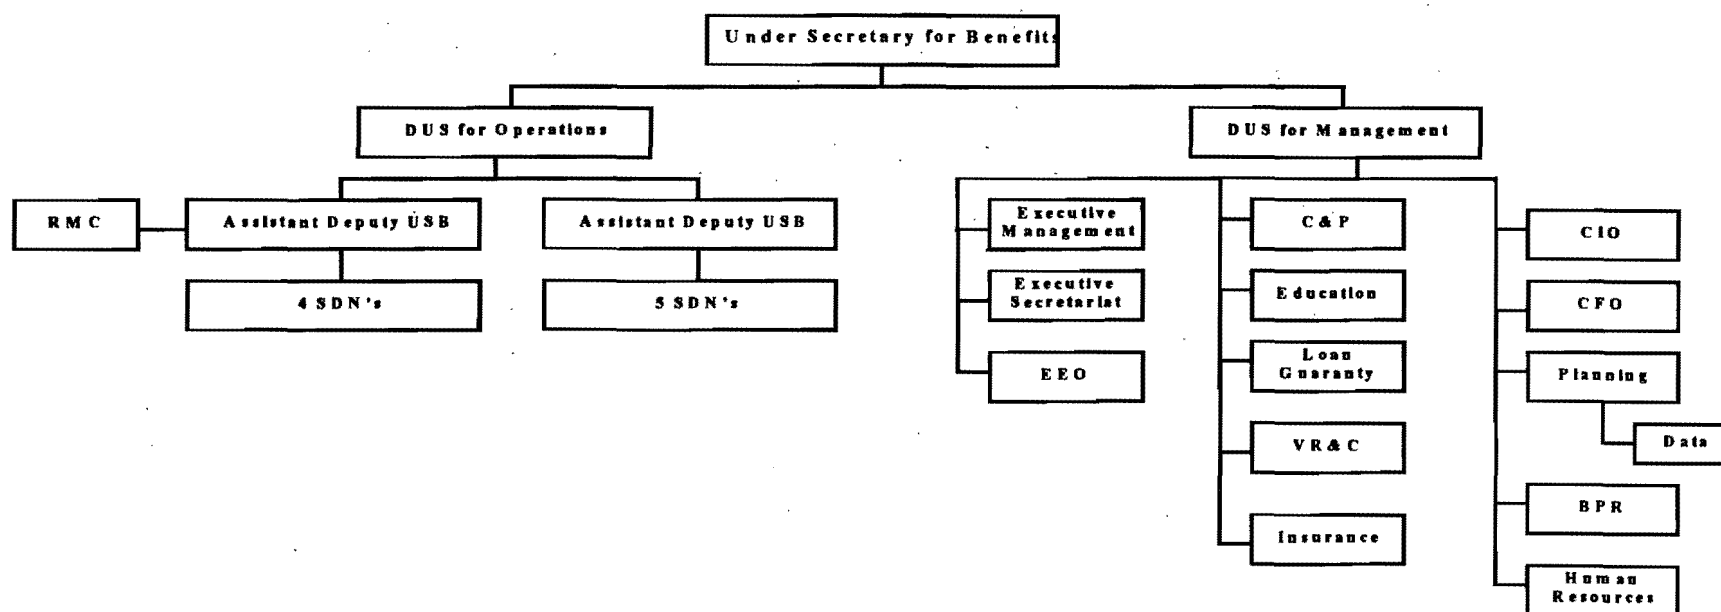 Under Secretary for Benefits
DUS for Operations
DUS for Management
RMC
Assistant Deputy USB
Assistant Deputy USB
4 SDN's
5 SDN's
Executive
Management
Executive
Secretariat
EEO
C&P
Education
Loan
Guaranty
VR&C
Insurance
CIO
CFO
Planning
Data
BPR
Human
Resources